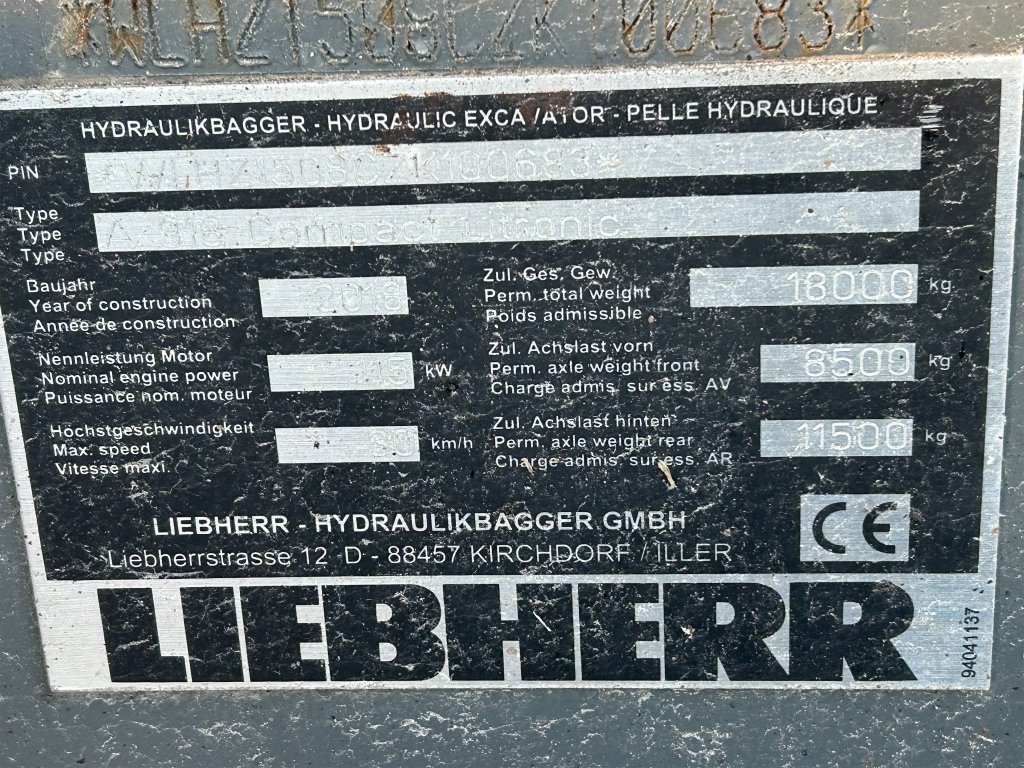 HYDRAULIKBAGGER - HYDRAULIC EXCA /ATOR - PELLE HYDRAULIQUE
PIN
Type
Type
Type
A
Compact
Baujahr
Year of construction
Année de construction
Zul. Ges. Gew.
Perm. total weight
Poids admissible
18000 kg
Nennleistung Motor
Nominal engine power
Puissance nom. moteur
kW
Zul. Achslast vorn
Perm. axle weight front
Charge admis. sur ess. AV
8500 kg
Höchstgeschwindigkeit
Max. speed
Vitesse maxi.
km/h
Zul. Achslast hinten
Perm. axle weight rear
Charge admis. sur ess. AR
11500 kg
LIEBHERR - HYDRAULIKBAGGER GMBH
Liebherrstrasse 12 D - 88457 KIRCHDORF / ILLER
CE
LIEBHERR
94041137